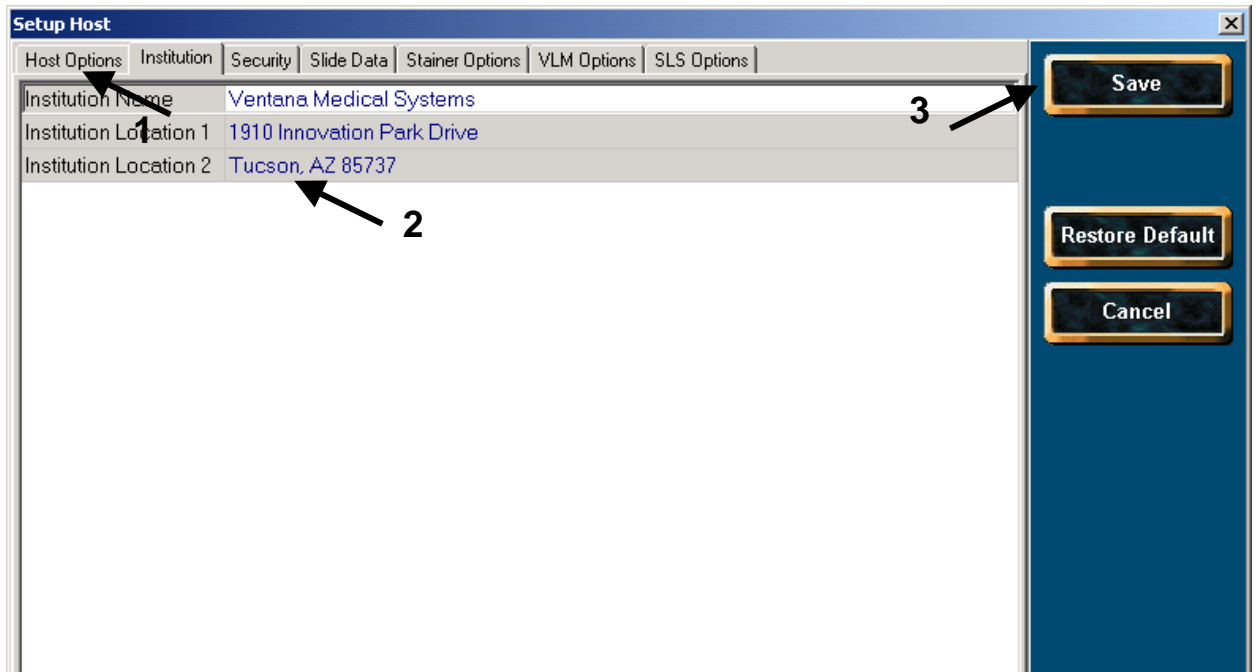 Setup Host
Host Options Institution Security Slide Data Stainer Options VLM Options SLS Options
Institution Name Ventana Medical Systems
Institution Location 1 1910 Innovation Park Drive
Institution Location 2 Tucson, AZ 85737
1
2
3
Save
Restore Default
Cancel